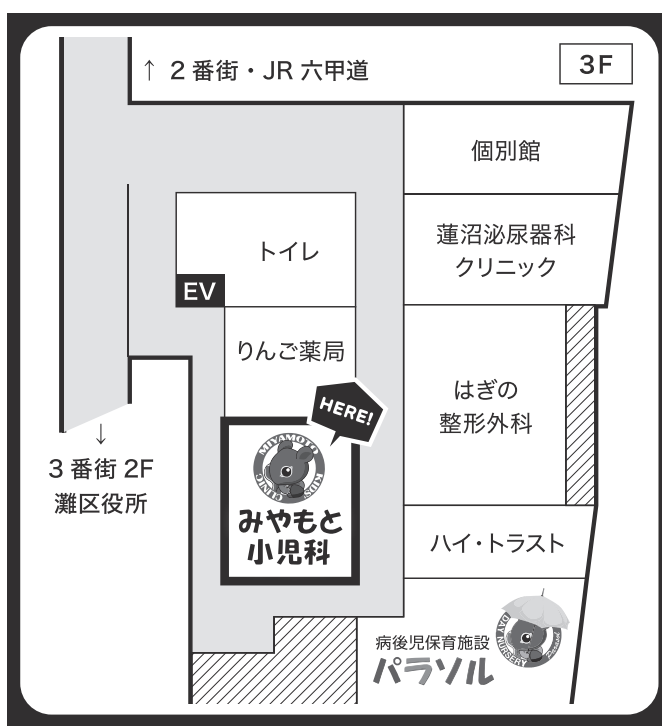 ↑ 2番街・JR 六甲道
3F
個別館
蓮沼泌尿器科
クリニック
トイレ
EV
りんご薬局
はぎの
整形外科
HERE!
↓
3番街 2F
灘区役所
MIYAMOTO
KIDS
CLINIC
みやもと
小児科
ハイ・トラスト
病後児保育施設
パラソル
DAY NURSERY
Parasol